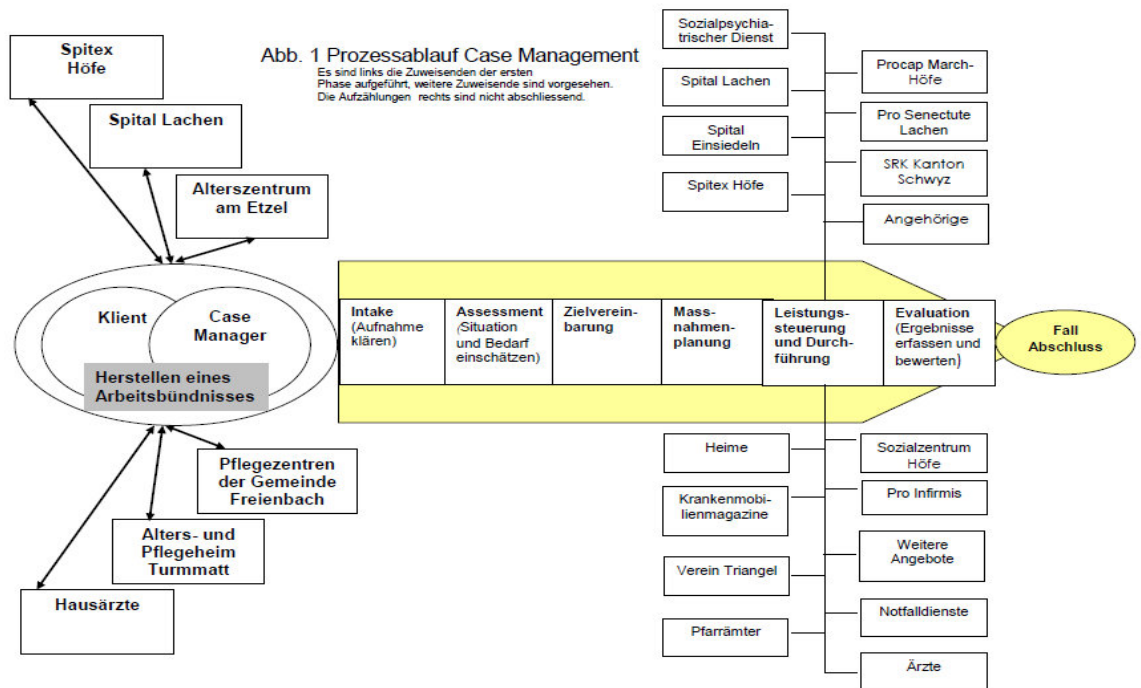 Abb. 1 Prozessablauf Case Management
Es sind links die Zuweisenden der ersten
Phase aufgeführt, weitere Zuweisende sind vorgesehen.
Die Aufzählungen rechts sind nicht abschliessend.
Spitex
Höfe
Spital Lachen
Alterszentrum
am Etzel
Klient
Case
Manager
Herstellen eines
Arbeitsbündnisses
Pflegezentren
der Gemeinde
Freienbach
Alters- und
Pflegeheim
Turmmatt
Hausärzte
Intake
(Aufnahme
klären)
Assessment
(Situation
und Bedarf
einschätzen)
Zielverein-
barung
Mass-
nahmen-
planung
Leistungs-
steuerung
und Durch-
führung
Evaluation
(Ergebnisse
erfassen und
bewerten)
Fall
Abschluss
Sozialpsychia-
trischer Dienst
Spital Lachen
Spital
Einsiedeln
Spitex Höfe
Procap March-
Höfe
Pro Senectute
Lachen
SRK Kanton
Schwyz
Angehörige
Heime
Krankenmobi-
lienmagazine
Verein Triangel
Pfarrämter
Sozialzentrum
Höfe
Pro Infirmis
Weitere
Angebote
Notfalldienste
Ärzte